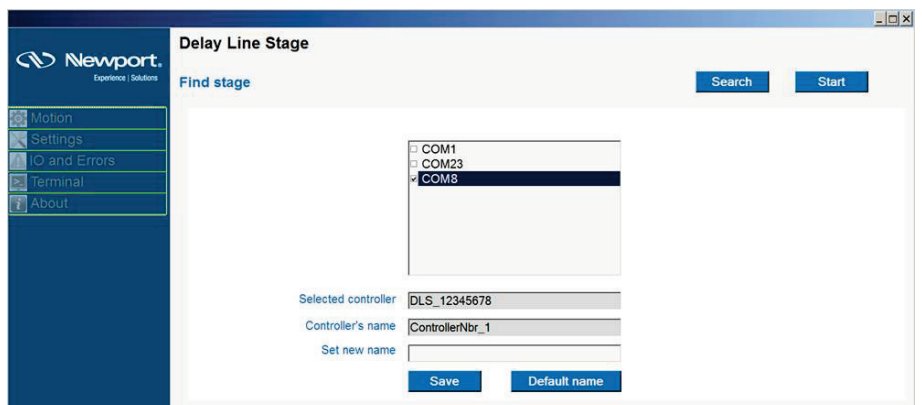 Newport.
Experience | Solutions
Delay Line Stage
Find stage
Search
Start
Motion
Settings
IO and Errors
Terminal
About
COM1
COM23
COM8
Selected controller DLS_12345678
Controller's name ControllerNbr_1
Set new name
Save
Default name